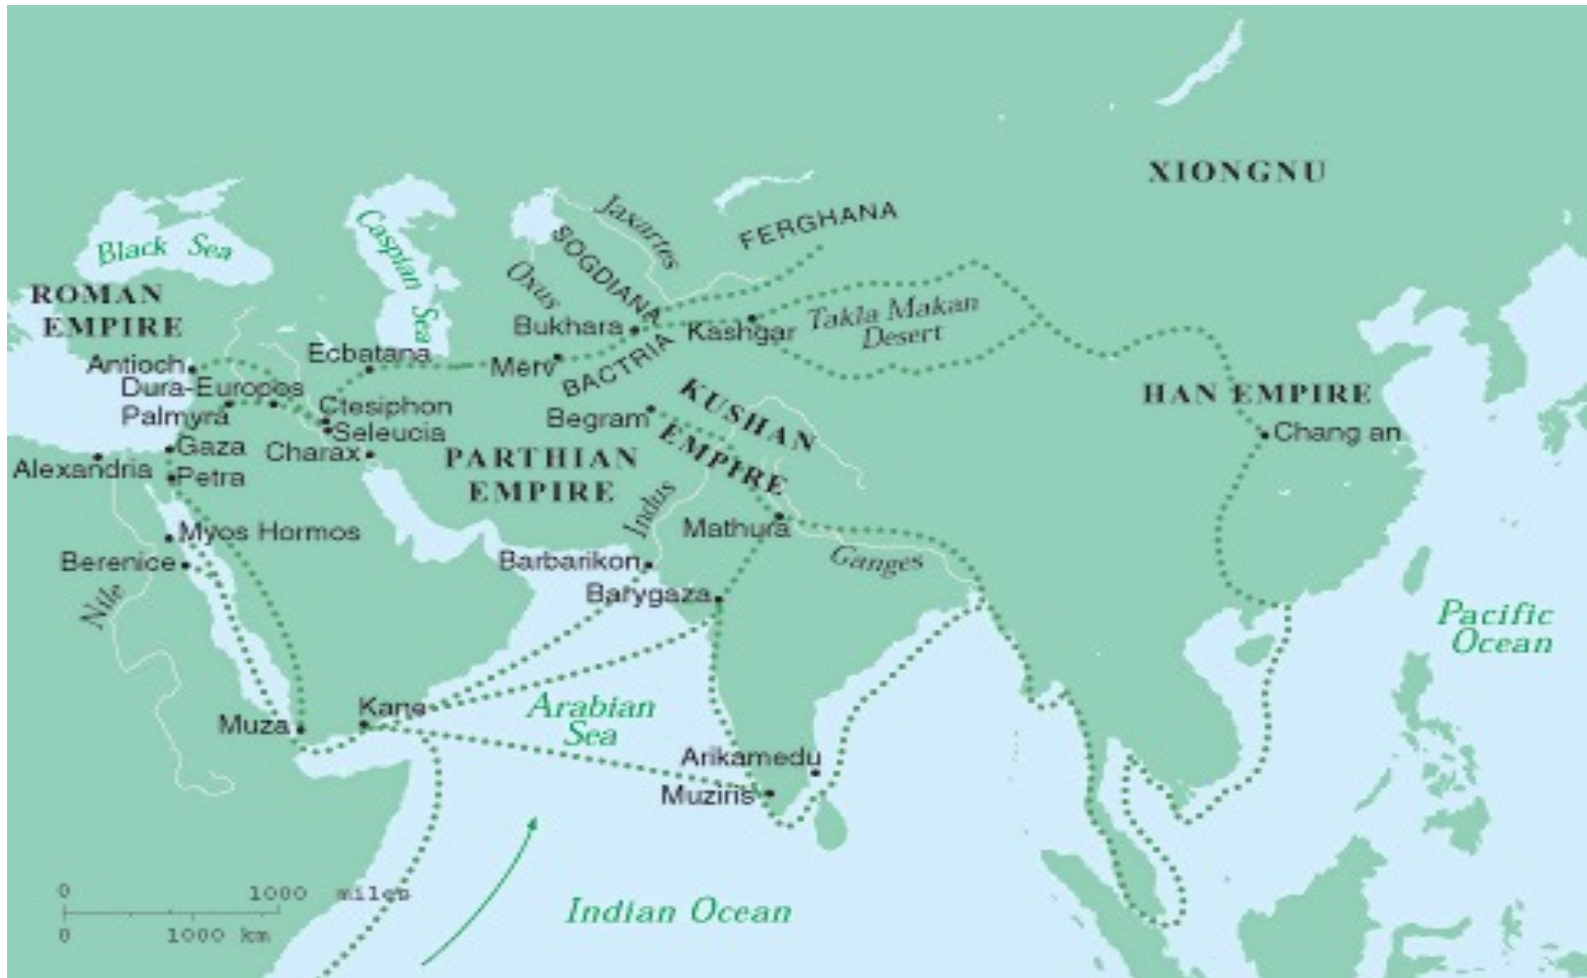 XIONGNU
Jaxartes
FERGHANA
Black Sea
Caspian Sea
SOGDIANA
Oxus
ROMAN
EMPIRE
Bukhara
Kashgar
Takla Makan
Desert
Antioch
Ecbatana
Merv
BACTRIA
Dura-Europos
KUSHAN
EMPIRE
HAN EMPIRE
Palmyra
Ctesiphon
Begram
Seleucia
Chang an
Gaza
Charax
PARTHIAN
EMPIRE
Alexandria
Petra
Indus
Mathura
Myos Hormos
Berenice
Barbarikon
Ganges
Nile
Barygaza
Pacific
Ocean
Kane
Arabian
Sea
Muza
Arikamedu
Muziris
0 1000 miles
0 1000 km
Indian Ocean